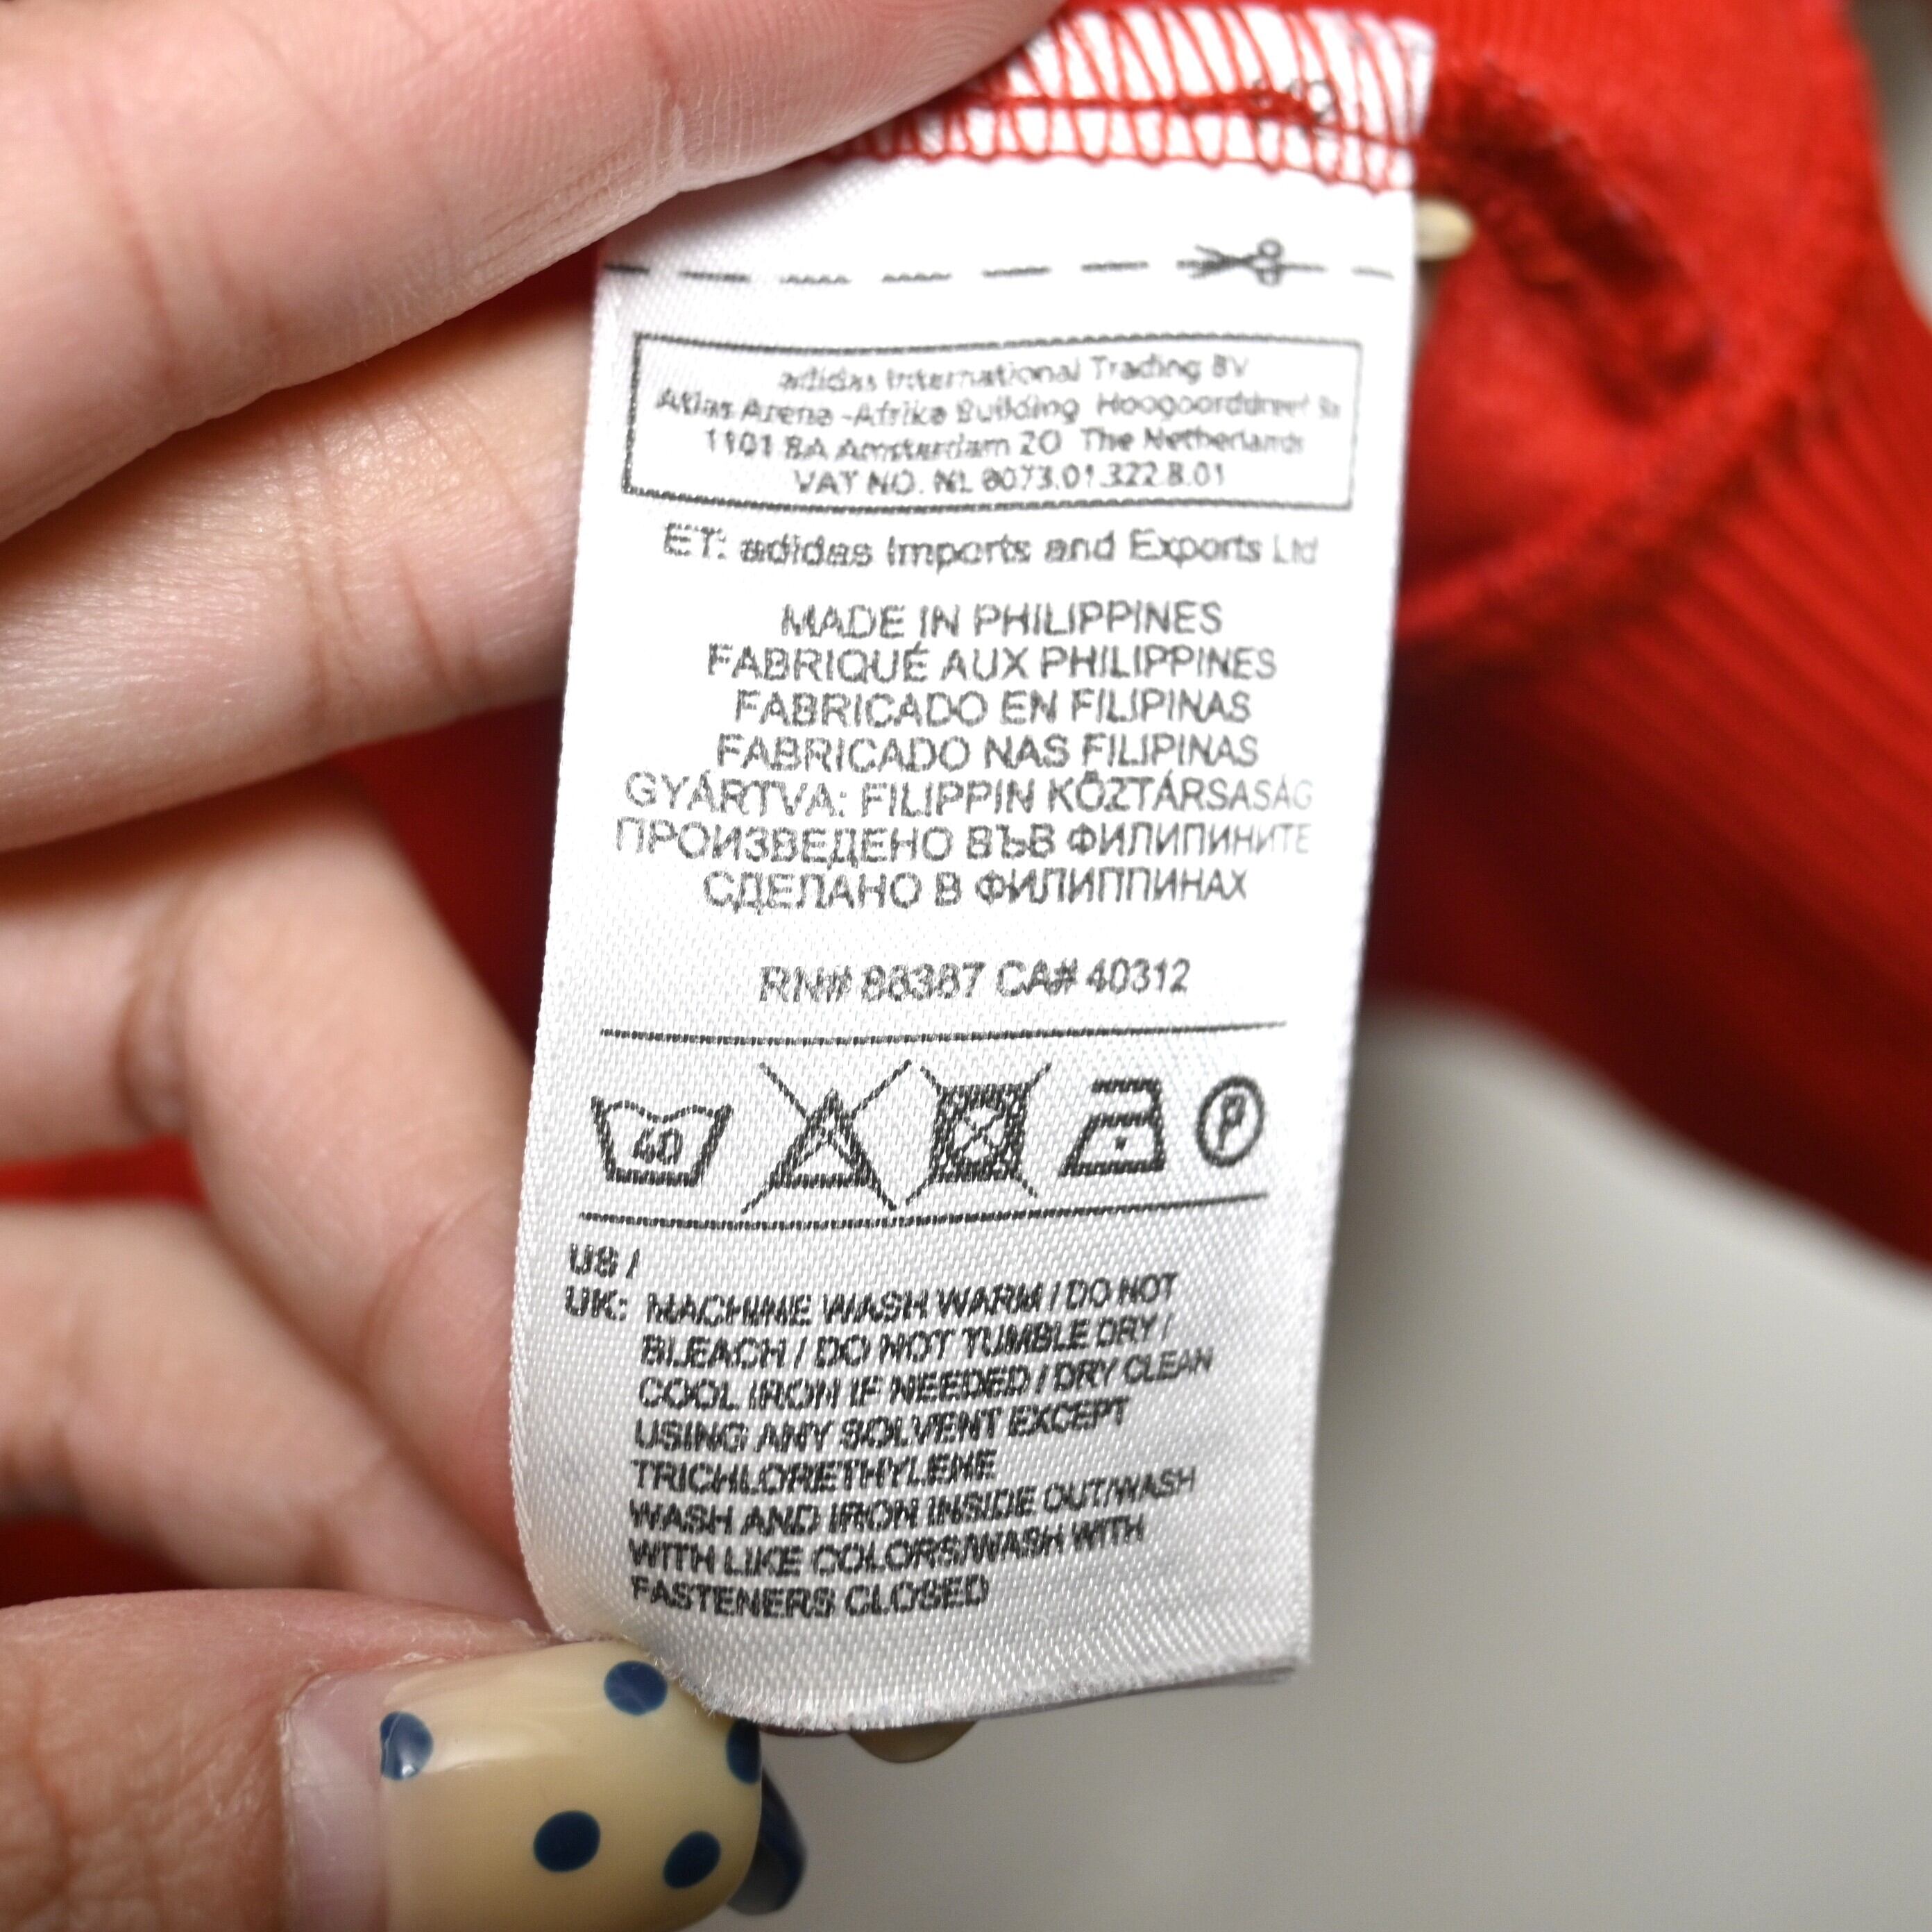 adidas International Trading BV
Atlas Arena -Afrika Building Hoogoorddreef 9a
1101 BA Amsterdam ZO The Netherlands
VAT NO. NL 8073.01.322.B.01
ET: adidas Imports and Exports Ltd
MADE IN PHILIPPINES
FABRIQUÉ AUX PHILIPPINES
FABRICADO EN FILIPINAS
FABRICADO NAS FILIPINAS
GYÁRTVA: FILIPPIN KÖZTÁRSASÁG
ПРОИЗВЕДЕНО ВЪВ ФИЛИПИНИТЕ
СДЕЛАНО В ФИЛИППИНАХ
RN# 88387 CA# 40312
40 P
US /
UK: MACHINE WASH WARM / DO NOT
BLEACH / DO NOT TUMBLE DRY /
COOL IRON IF NEEDED / DRY CLEAN
USING ANY SOLVENT EXCEPT
TRICHLORETHYLENE
WASH AND IRON INSIDE OUT/WASH
WITH LIKE COLORS/WASH WITH
FASTENERS CLOSED